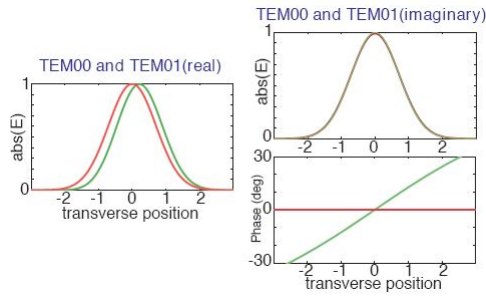 TEM00 and TEM01(real)
1
abs(E)
0
-2 -1 0 1 2
transverse position
TEM00 and TEM01(imaginary)
1
abs(E)
0
-2 -1 0 1 2
30
Phase (deg)
0
-30
-2 -1 0 1 2
transverse position